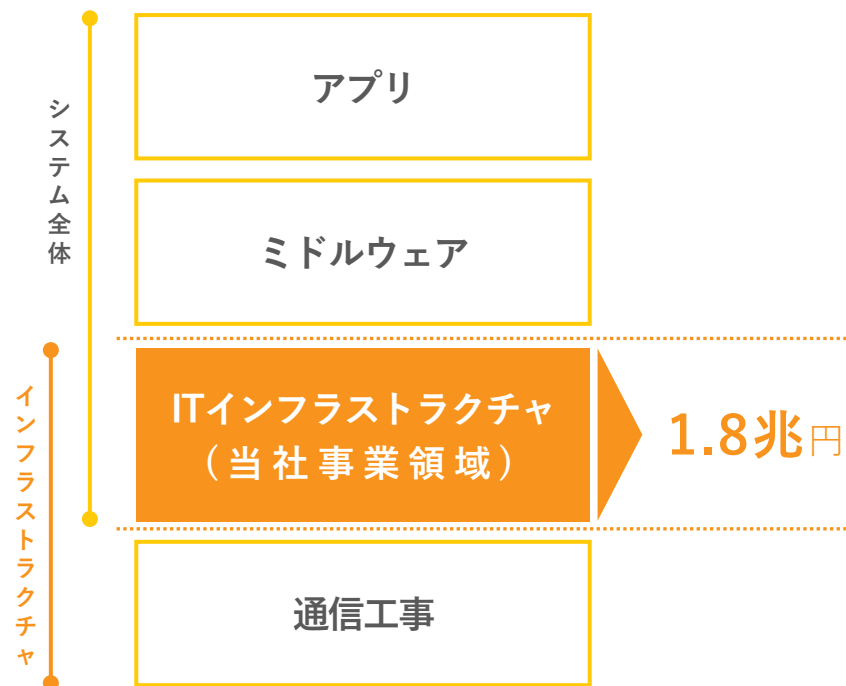 システム全体
アプリ
ミドルウェア
インフラストラクチャ
ITインフラストラクチャ
(当社事業領域)
1.8兆円
通信工事